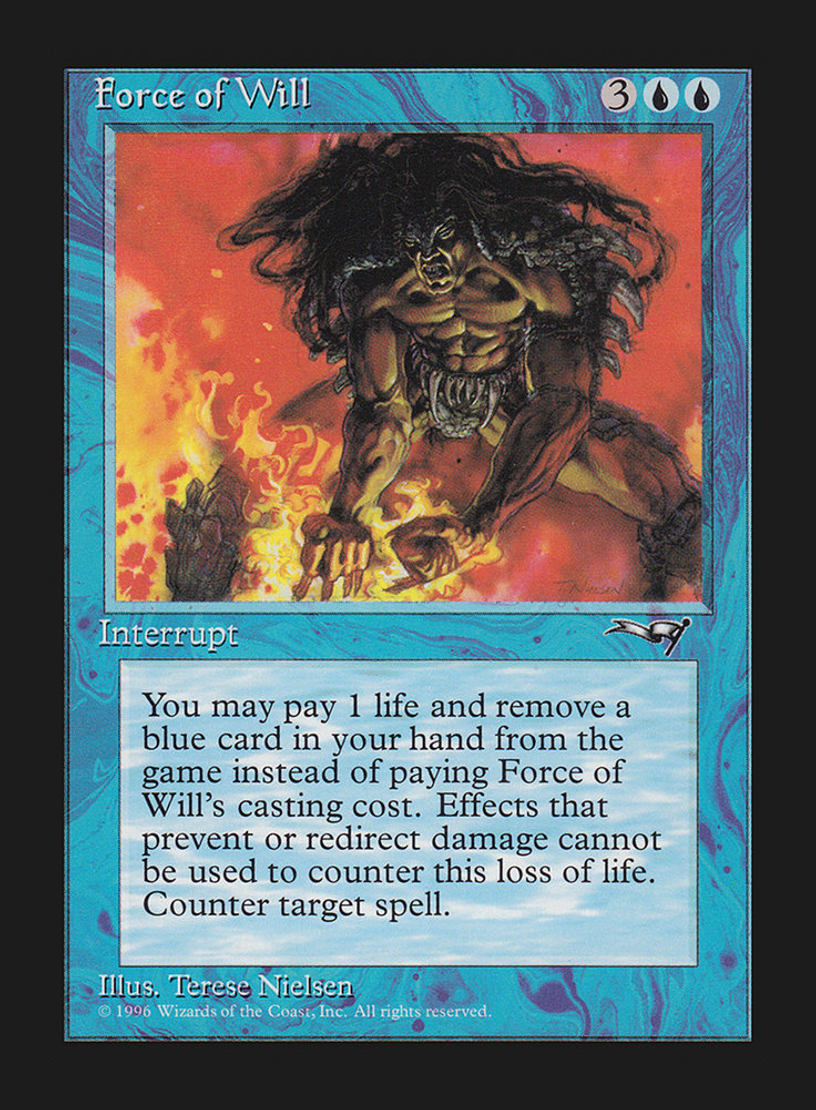 Force of Will 3
T. NIELSEN
Interrupt
You may pay 1 life and remove a
blue card in your hand from the
game instead of paying Force of
Will's casting cost. Effects that
prevent or redirect damage cannot
be used to counter this loss of life.
Counter target spell.
Illus. Terese Nielsen
© 1996 Wizards of the Coast, Inc. All rights reserved.